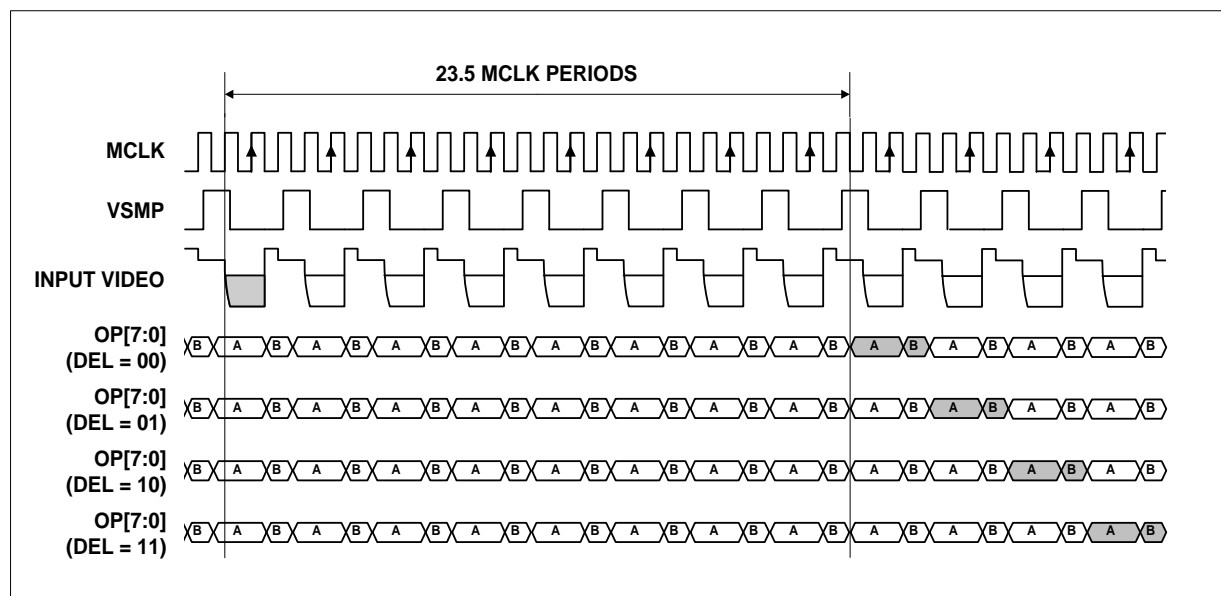 23.5 MCLK PERIODS
MCLK
VSMP
INPUT VIDEO
OP[7:0]
(DEL = 00)
B A B A B A B A B A B A B A B A B A B A B A B A B
OP[7:0]
(DEL = 01)
B A B A B A B A B A B A B A B A B A B A B A B A B
OP[7:0]
(DEL = 10)
B A B A B A B A B A B A B A B A B A B A B A B A B
OP[7:0]
(DEL = 11)
B A B A B A B A B A B A B A B A B A B A B A B A B